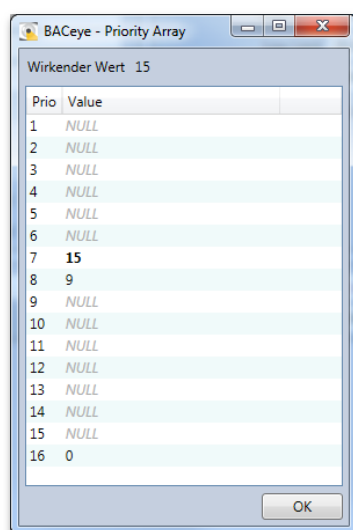 BACeye - Priority Array
Wirkender Wert 15
Prio Value
1 NULL
2 NULL
3 NULL
4 NULL
5 NULL
6 NULL
7 15
8 9
9 NULL
10 NULL
11 NULL
12 NULL
13 NULL
14 NULL
15 NULL
16 0
OK